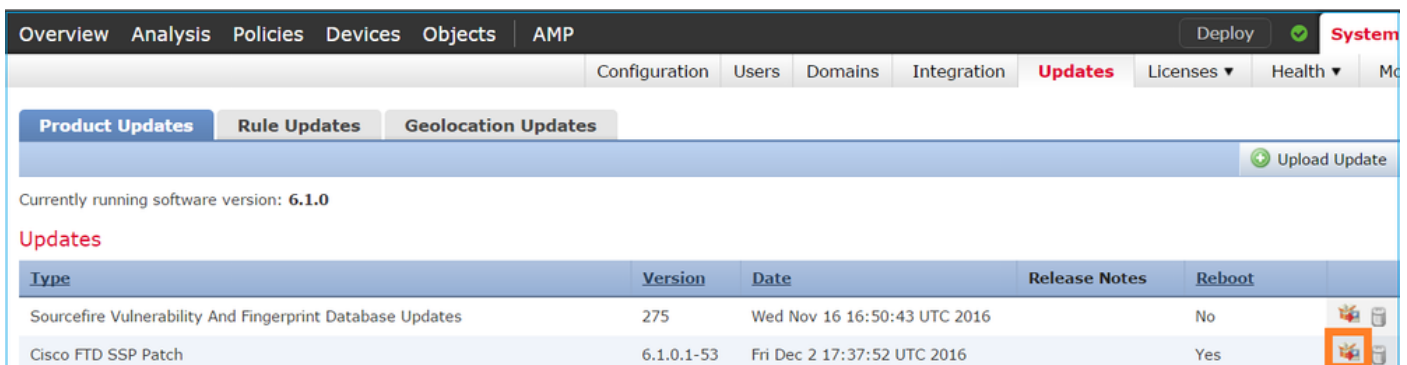 Overview Analysis Policies Devices Objects AMP Deploy System
Configuration Users Domains Integration Updates Licenses ▼ Health ▼
Product Updates Rule Updates Geolocation Updates
Upload Update
Currently running software version: 6.1.0
Updates
Type Version Date Release Notes Reboot
Sourcefire Vulnerability And Fingerprint Database Updates 275 Wed Nov 16 16:50:43 UTC 2016 No
Cisco FTD SSP Patch 6.1.0.1-53 Fri Dec 2 17:37:52 UTC 2016 Yes